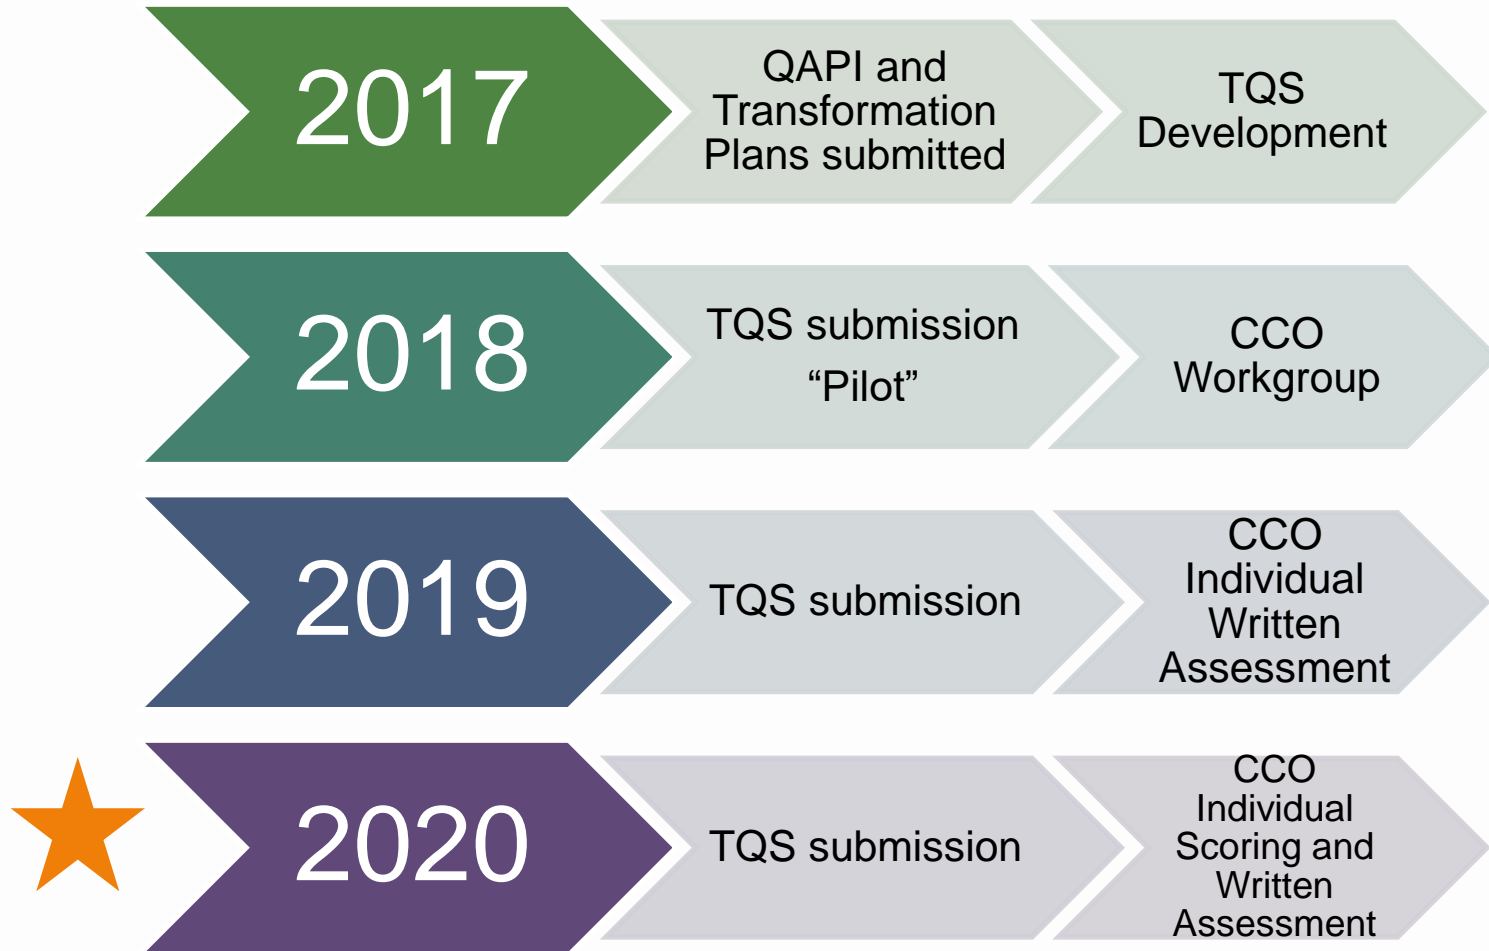 2017
QAPI and
Transformation
Plans submitted
TQS
Development
2018
TQS submission
“Pilot”
CCO
Workgroup
2019
TQS submission
CCO
Individual
Written
Assessment
2020
TQS submission
CCO
Individual
Scoring and
Written
Assessment